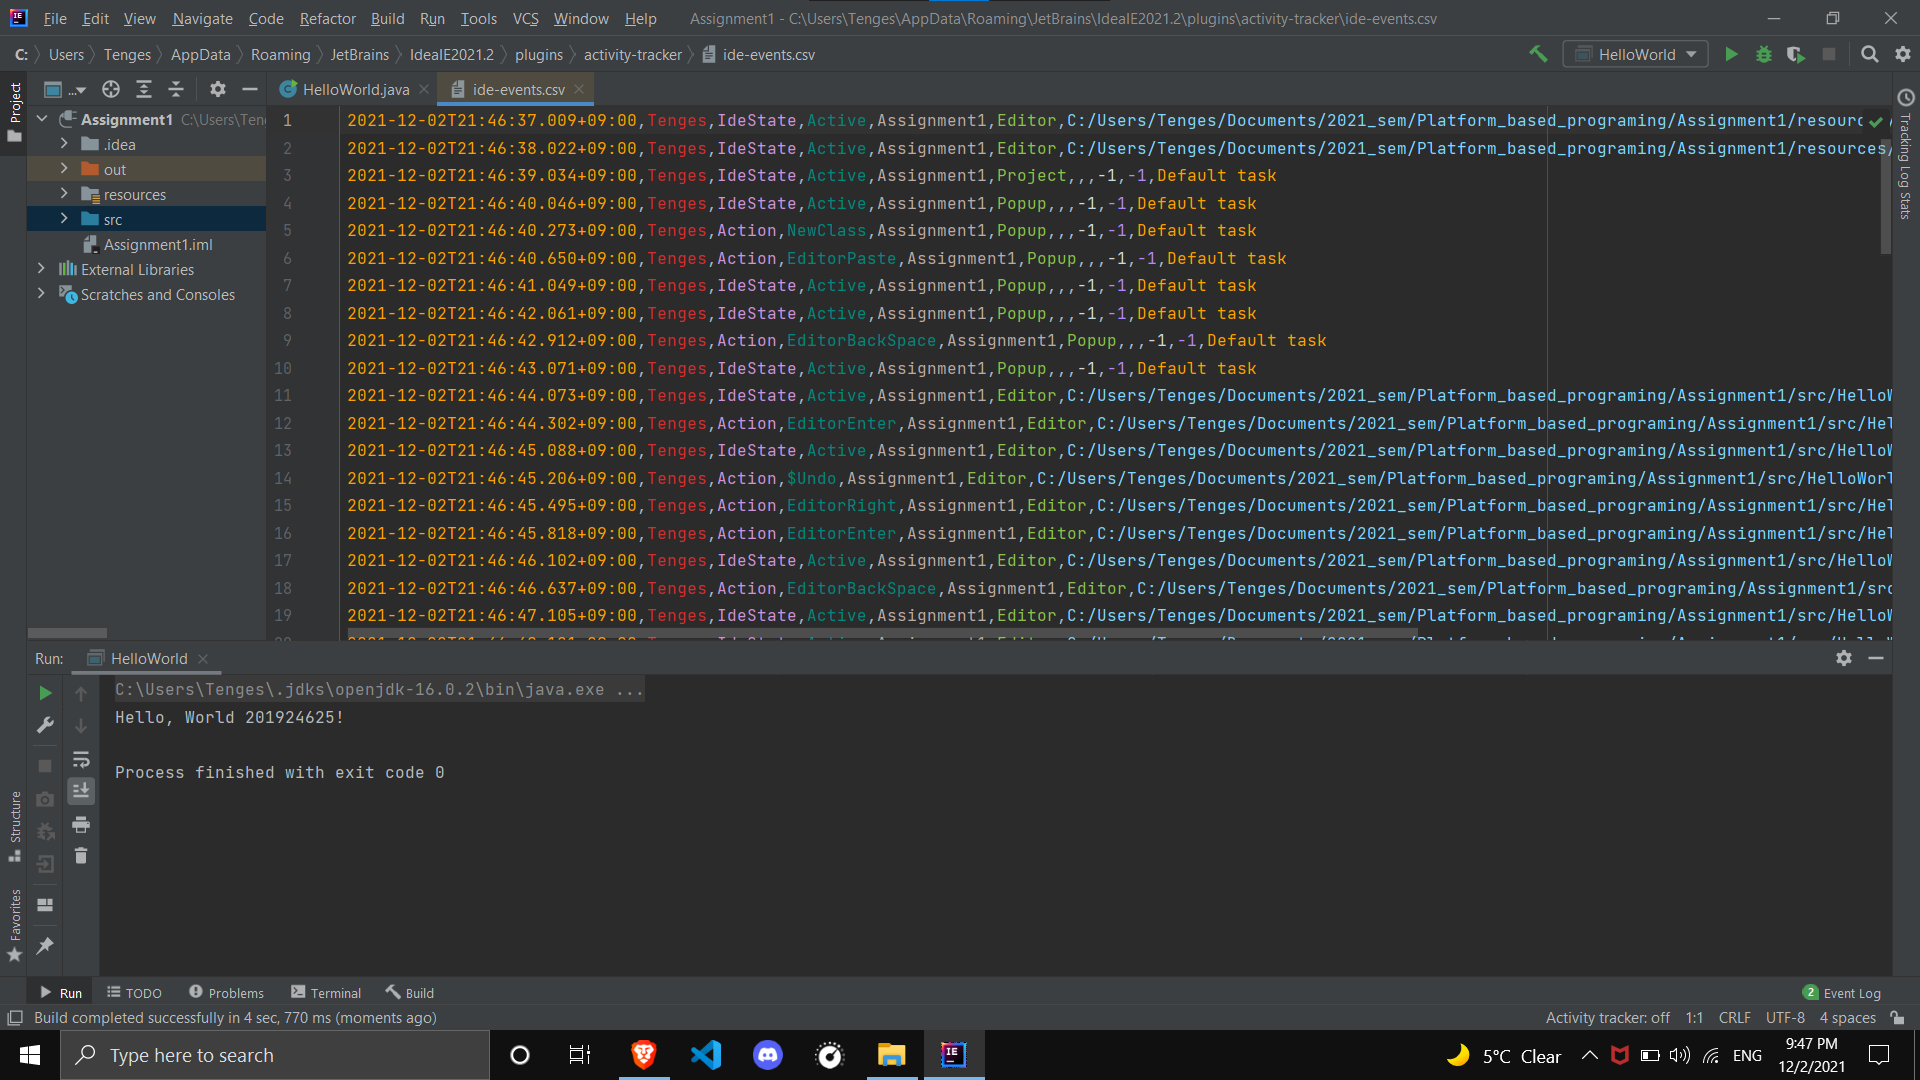 File Edit View Navigate Code Refactor Build Run Tools VCS Window Help Assignment1 - C:\Users\Tenges\AppData\Roaming\JetBrains\IdealE2021.2\plugins\activity-tracker\ide-events.csv
C: Users Tenges AppData Roaming JetBrains IdealE2021.2 plugins activity-tracker ide-events.csv HelloWorld
Project
... HelloWorld.java ide-events.csv
Assignment1 C:\Users\Teng
.idea
out
resources
src
Assignment1.iml
External Libraries
Scratches and Consoles
1 2021-12-02T21:46:37.009+09:00,Tenges,IdeState,Active,Assignment1,Editor,C:/Users/Tenges/Documents/2021_sem/Platform_based_programing/Assignment1/resourc
2 2021-12-02T21:46:38.022+09:00,Tenges,IdeState,Active,Assignment1,Editor,C:/Users/Tenges/Documents/2021_sem/Platform_based_programing/Assignment1/resources/
3 2021-12-02T21:46:39.034+09:00,Tenges,IdeState,Active,Assignment1,Project,,,-1,-1,Default task
4 2021-12-02T21:46:40.046+09:00,Tenges,IdeState,Active,Assignment1,Popup,,,-1,-1,Default task
5 2021-12-02T21:46:40.273+09:00,Tenges,Action,NewClass,Assignment1,Popup,,,-1,-1,Default task
6 2021-12-02T21:46:40.650+09:00,Tenges,Action,EditorPaste,Assignment1,Popup,,,-1,-1,Default task
7 2021-12-02T21:46:41.049+09:00,Tenges,IdeState,Active,Assignment1,Popup,,,-1,-1,Default task
8 2021-12-02T21:46:42.061+09:00,Tenges,IdeState,Active,Assignment1,Popup,,,-1,-1,Default task
9 2021-12-02T21:46:42.912+09:00,Tenges,Action,EditorBackSpace,Assignment1,Popup,,,-1,-1,Default task
10 2021-12-02T21:46:43.071+09:00,Tenges,IdeState,Active,Assignment1,Popup,,,-1,-1,Default task
11 2021-12-02T21:46:44.073+09:00,Tenges,IdeState,Active,Assignment1,Editor,C:/Users/Tenges/Documents/2021_sem/Platform_based_programing/Assignment1/src/HelloW
12 2021-12-02T21:46:44.302+09:00,Tenges,Action,EditorEnter,Assignment1,Editor,C:/Users/Tenges/Documents/2021_sem/Platform_based_programing/Assignment1/src/Hel
13 2021-12-02T21:46:45.088+09:00,Tenges,IdeState,Active,Assignment1,Editor,C:/Users/Tenges/Documents/2021_sem/Platform_based_programing/Assignment1/src/HelloW
14 2021-12-02T21:46:45.206+09:00,Tenges,Action,$Undo,Assignment1,Editor,C:/Users/Tenges/Documents/2021_sem/Platform_based_programing/Assignment1/src/HelloWorl
15 2021-12-02T21:46:45.495+09:00,Tenges,Action,EditorRight,Assignment1,Editor,C:/Users/Tenges/Documents/2021_sem/Platform_based_programing/Assignment1/src/Hel
16 2021-12-02T21:46:45.818+09:00,Tenges,Action,EditorEnter,Assignment1,Editor,C:/Users/Tenges/Documents/2021_sem/Platform_based_programing/Assignment1/src/Hel
17 2021-12-02T21:46:46.102+09:00,Tenges,IdeState,Active,Assignment1,Editor,C:/Users/Tenges/Documents/2021_sem/Platform_based_programing/Assignment1/src/HelloW
18 2021-12-02T21:46:46.637+09:00,Tenges,Action,EditorBackSpace,Assignment1,Editor,C:/Users/Tenges/Documents/2021_sem/Platform_based_programing/Assignment1/src
19 2021-12-02T21:46:47.105+09:00,Tenges,IdeState,Active,Assignment1,Editor,C:/Users/Tenges/Documents/2021_sem/Platform_based_programing/Assignment1/src/HelloW
Tracking Log Stats
Run: HelloWorld
C:\Users\Tenges\.jdks\openjdk-16.0.2\bin\java.exe ...
Hello, World 201924625!
Process finished with exit code 0
Structure
Favorites
Run TODO Problems Terminal Build 2 Event Log
Build completed successfully in 4 sec, 770 ms (moments ago) Activity tracker: off 1:1 CRLF UTF-8 4 spaces
Type here to search 5°C Clear ENG 9:47 PM
12/2/2021